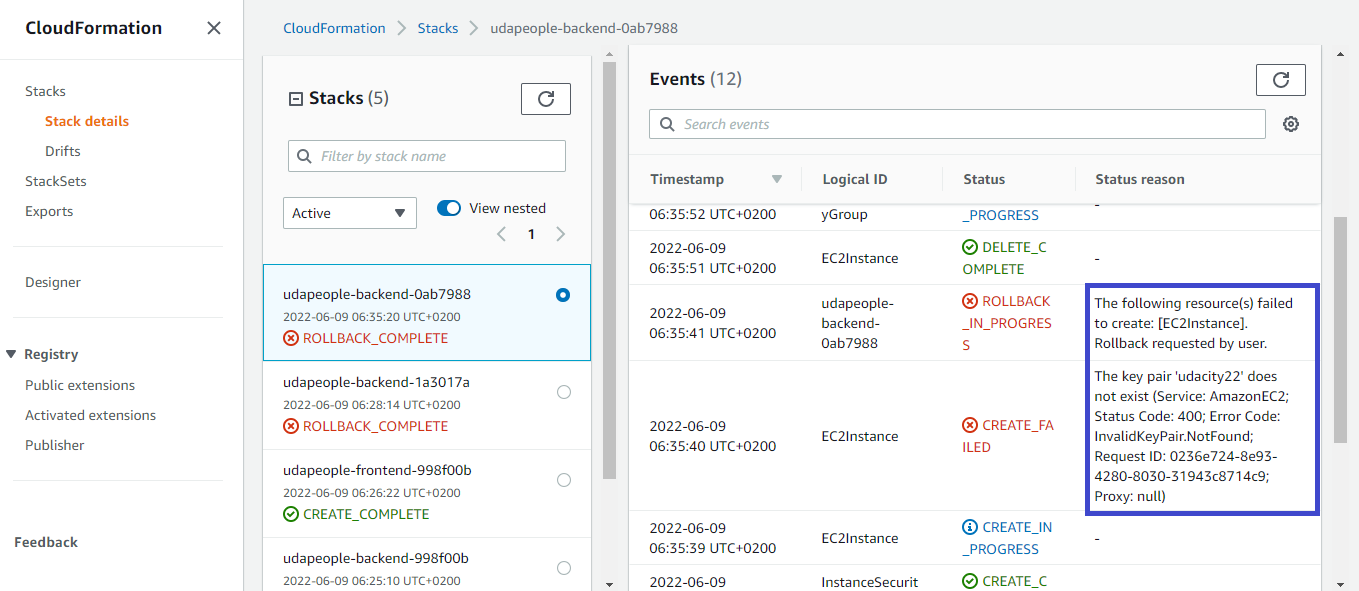 CloudFormation
Stacks
Stack details
Drifts
StackSets
Exports
Designer
Registry
Public extensions
Activated extensions
Publisher
Feedback
CloudFormation > Stacks > udapeople-backend-0ab7988
Stacks (5)
Filter by stack name
Active
View nested
1
udapeople-backend-0ab7988
2022-06-09 06:35:20 UTC+0200
ROLLBACK_COMPLETE
udapeople-backend-1a3017a
2022-06-09 06:28:14 UTC+0200
ROLLBACK_COMPLETE
udapeople-frontend-998f00b
2022-06-09 06:26:22 UTC+0200
CREATE_COMPLETE
udapeople-backend-998f00b
2022-06-09 06:25:10 UTC+0200
Events (12)
Search events
Timestamp Logical ID Status Status reason
06:35:52 UTC+0200 yGroup _PROGRESS -
2022-06-09
06:35:51 UTC+0200
EC2Instance
DELETE_C
OMPLETE
-
2022-06-09
06:35:41 UTC+0200
udapeople-
backend-
0ab7988
ROLLBACK
_IN_PROGRES
S
The following resource(s) failed
to create: [EC2Instance].
Rollback requested by user.
2022-06-09
06:35:40 UTC+0200
EC2Instance
CREATE_FA
ILED
The key pair 'udacity22' does
not exist (Service: AmazonEC2;
Status Code: 400; Error Code:
InvalidKeyPair.NotFound;
Request ID: 0236e724-8e93-
4280-8030-31943c8714c9;
Proxy: null)
2022-06-09
06:35:39 UTC+0200
EC2Instance
CREATE_IN
_PROGRESS
-
2022-06-09 InstanceSecurit CREATE_C